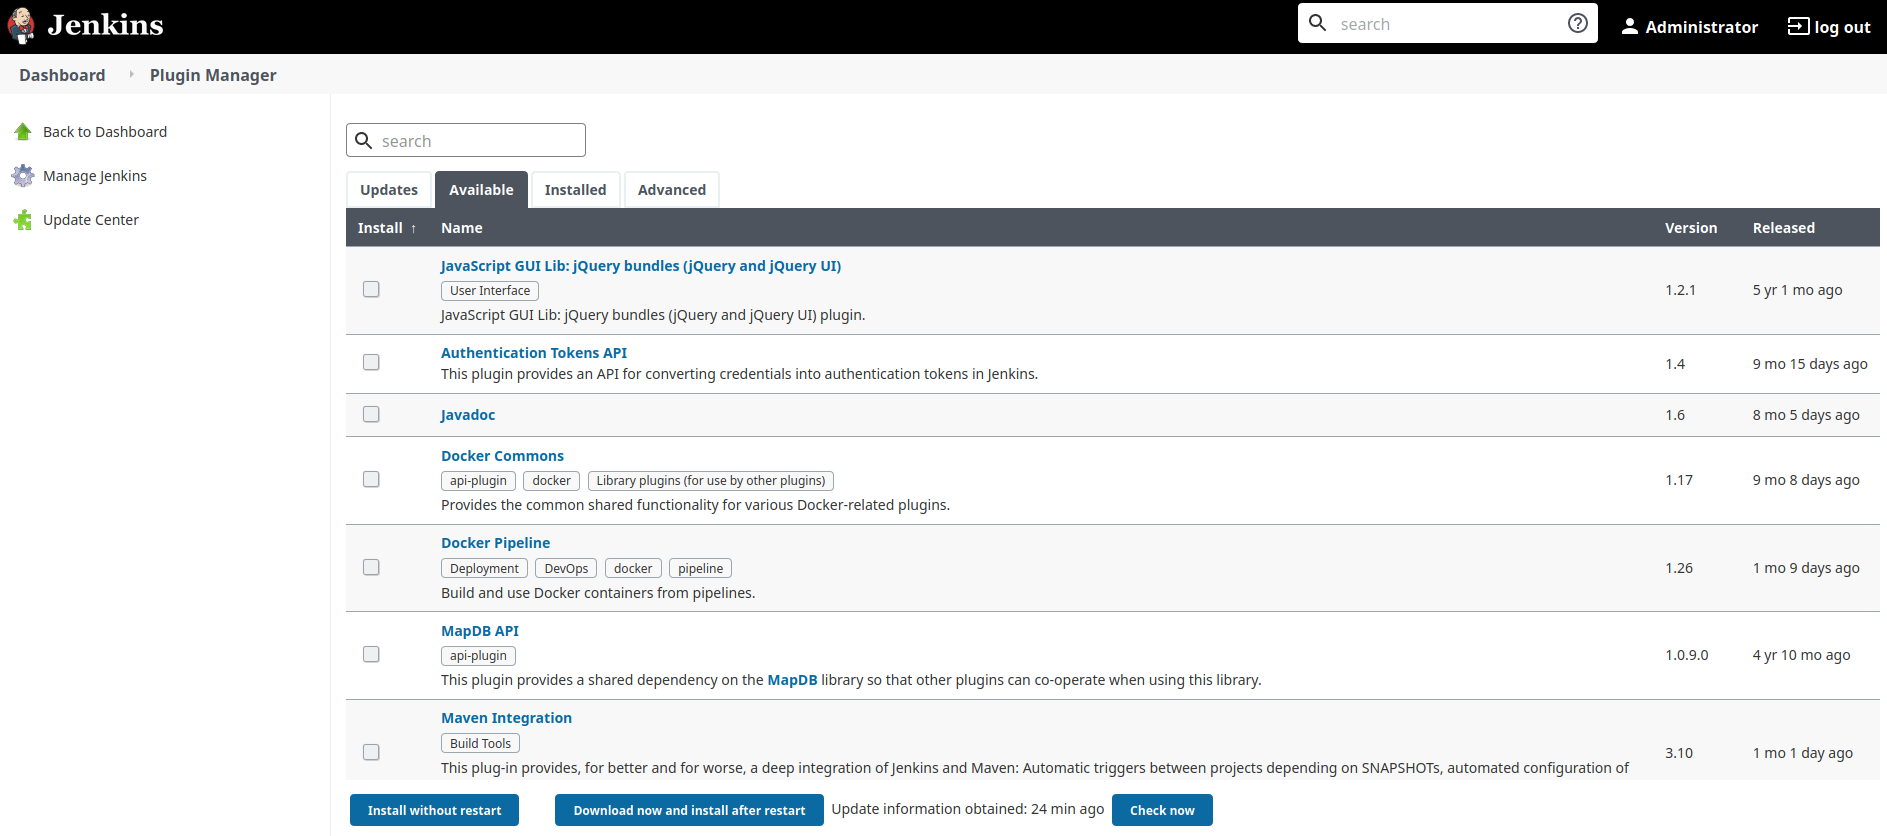 Jenkins
search
Administrator
log out
Dashboard
Plugin Manager
Back to Dashboard
Manage Jenkins
Update Center
search
Updates Available Installed Advanced
Install ↑ Name Version Released
JavaScript GUI Lib: jQuery bundles (jQuery and jQuery UI)
User Interface
JavaScript GUI Lib: jQuery bundles (jQuery and jQuery UI) plugin.
1.2.1 5 yr 1 mo ago
Authentication Tokens API
This plugin provides an API for converting credentials into authentication tokens in Jenkins.
1.4 9 mo 15 days ago
Javadoc 1.6 8 mo 5 days ago
Docker Commons
api-plugin docker Library plugins (for use by other plugins)
Provides the common shared functionality for various Docker-related plugins.
1.17 9 mo 8 days ago
Docker Pipeline
Deployment DevOps docker pipeline
Build and use Docker containers from pipelines.
1.26 1 mo 9 days ago
MapDB API
api-plugin
This plugin provides a shared dependency on the MapDB library so that other plugins can co-operate when using this library.
1.0.9.0 4 yr 10 mo ago
Maven Integration
Build Tools
This plug-in provides, for better and for worse, a deep integration of Jenkins and Maven: Automatic triggers between projects depending on SNAPSHOTs, automated configuration of
3.10 1 mo 1 day ago
Install without restart Download now and install after restart Update information obtained: 24 min ago Check now